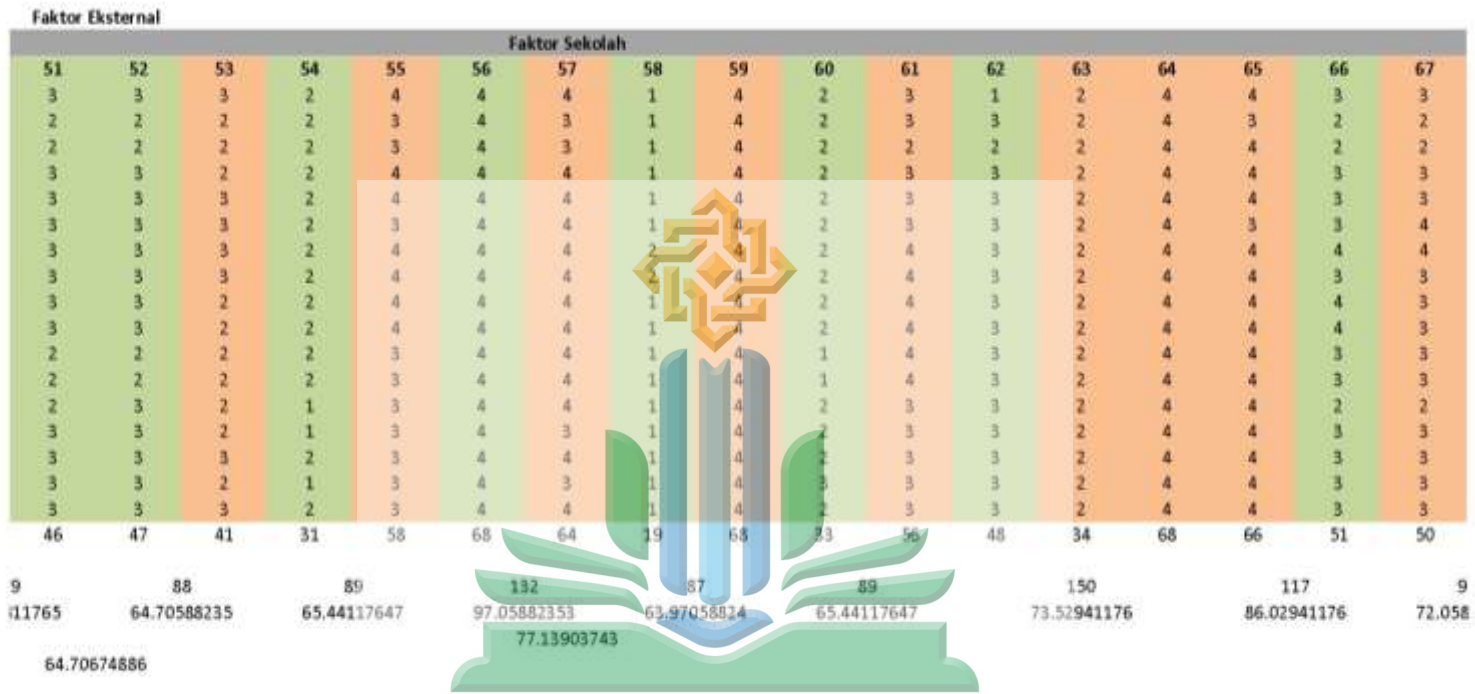 Faktor Eksternal
Faktor Sekolah
51 52 53 54 55 56 57 58 59 60 61 62 63 64 65 66 67
3 3 3 2 4 4 4 1 4 2 3 1 2 4 4 3 3
2 2 2 2 3 4 3 1 4 2 3 3 2 4 3 2 2
2 2 2 2 3 4 3 1 4 2 2 2 2 4 4 2 2
3 3 2 2 4 4 4 1 4 2 3 3 2 4 4 3 3
3 3 3 2 4 4 4 1 4 2 3 3 2 4 4 3 3
3 3 3 2 3 4 4 1 4 2 3 3 2 4 3 3 4
3 3 3 2 4 4 4 2 4 2 4 3 2 4 4 4 4
3 3 3 2 4 4 4 2 4 2 4 3 2 4 4 3 3
3 3 2 2 4 4 4 1 4 2 4 3 2 4 4 4 3
3 3 2 2 4 4 4 1 4 2 4 3 2 4 4 4 3
2 2 2 2 3 4 4 1 4 1 4 3 2 4 4 3 3
2 2 2 2 3 4 4 1 4 1 4 3 2 4 4 3 3
2 3 2 1 3 4 4 1 4 2 3 3 2 4 4 2 2
3 3 2 1 3 4 3 1 4 2 3 3 2 4 4 3 3
3 3 3 2 3 4 4 1 4 2 3 3 2 4 4 3 3
3 3 2 1 3 4 3 1 4 3 3 3 2 4 4 3 3
3 3 3 2 3 4 4 1 4 2 3 3 2 4 4 3 3
46 47 41 31 58 68 64 19 68 33 56 48 34 68 66 51 50
9 88 89 132 87 89 150 117 9
11765 64.70588235 65.44117647 97.05882353 63.97058824 65.44117647 73.52941176 86.02941176 72.058
77.13903743
64.70674886